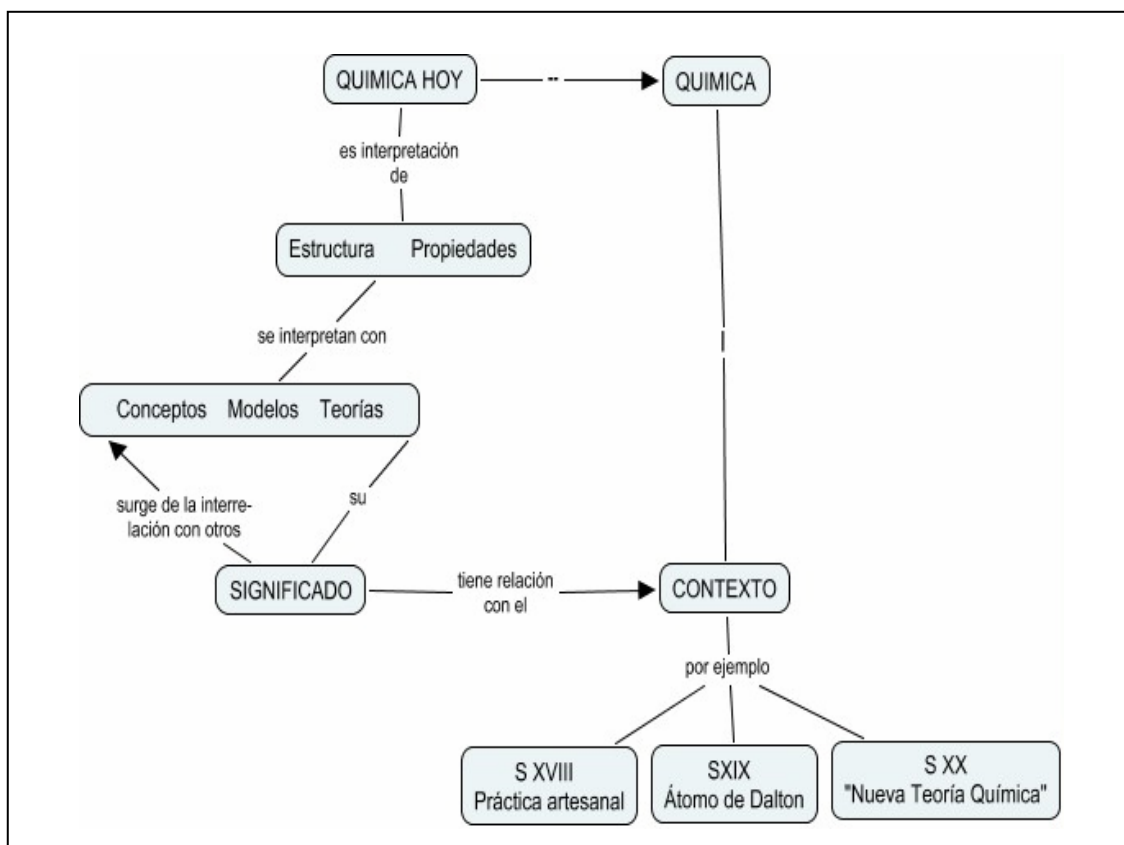 QUIMICA HOY
--
QUIMICA
es interpretación
de
Estructura Propiedades
se interpretan con
Conceptos Modelos Teorías
surge de la interre-
lación con otros
su
SIGNIFICADO
tiene relación
con el
CONTEXTO
por ejemplo
S XVIII
Práctica artesanal
SXIX
Átomo de Dalton
S XX
"Nueva Teoría Química"